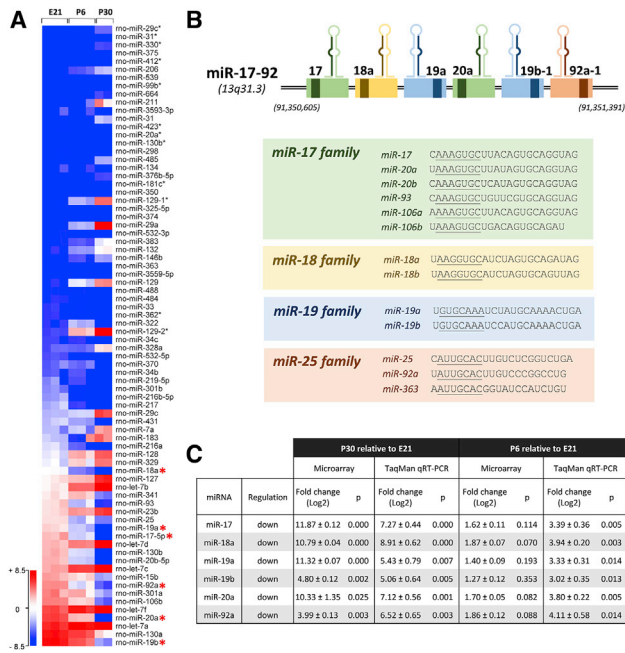 A
E21 P6 P30
rno-miR-29c*
rno-miR-31*
rno-miR-330*
rno-miR-375
rno-miR-412*
rno-miR-206
rno-miR-539
rno-miR-99b*
rno-miR-664
rno-miR-211
rno-miR-3593-3p
rno-miR-31
rno-miR-423*
rno-miR-20a*
rno-miR-130b*
rno-miR-298
rno-miR-485
rno-miR-134
rno-miR-376b-5p
rno-miR-181c*
rno-miR-350
rno-miR-129-1*
rno-miR-325-5p
rno-miR-374
rno-miR-29a
rno-miR-532-3p
rno-miR-383
rno-miR-132
rno-miR-146b
rno-miR-363
rno-miR-3559-5p
rno-miR-129
rno-miR-488
rno-miR-484
rno-miR-33
rno-miR-362*
rno-miR-322
rno-miR-129-2*
rno-miR-34c
rno-miR-328a
rno-miR-532-5p
rno-miR-370
rno-miR-34b
rno-miR-219-5p
rno-miR-301b
rno-miR-216b-5p
rno-miR-217
rno-miR-29c
rno-miR-431
rno-miR-7a
rno-miR-183
rno-miR-216a
rno-miR-128
rno-miR-329
rno-miR-18a*
rno-miR-127
rno-let-7b
rno-miR-341
rno-miR-93
rno-miR-23b
rno-miR-25
rno-miR-19a*
rno-miR-17-5p*
rno-let-7d
rno-miR-130b
rno-miR-20b-5p
rno-let-7c
rno-miR-15b
rno-miR-92a*
rno-miR-301a
rno-miR-106b
rno-let-7f
rno-miR-20a*
rno-let-7a
rno-miR-130a
rno-miR-19b*
8.5
0
- 8.5
B
miR-17-92
(13q31.3)
17 18a 19a 20a 19b-1 92a-1
(91,350,605) (91,351,391)
miR-17 family
miR-17 CAAAGUGCUUACAGUGCAGGUAG
miR-20a UAAAGUGCUUAUAGUGCAGGUAG
miR-20b CAAAGUGCUCAUAGUGCAGGUAG
miR-93 CAAAGUGCUGUUCGUGCAGGUAG
miR-106a AAAAGUGCUUACAGUGCAGGUAG
miR-106b UAAAGUGCUGACAGUGCAGAU
miR-18 family
miR-18a UAAGGUGCAUCUAGUGCAGAUAG
miR-18b UAAGGUGCAUCUAGUGCAGUUAG
miR-19 family
miR-19a UGUGCAAAUCUAUGCAAAACUGA
miR-19b UGUGCAAAUCCAUGCAAAACUGA
miR-25 family
miR-25 CAUUGCACUUGUCUCGGUCUGA
miR-92a UAUUGCACUUGUCCCGGCCUG
miR-363 AAUUGCACGGUAUCCAUCUGU
C
P30 relative to E21 P6 relative to E21
Microarray TaqMan qRT-PCR Microarray TaqMan qRT-PCR
miRNA Regulation Fold change (Log2) p Fold change (Log2) p Fold change (Log2) p Fold change (Log2) p
miR-17 down 11.87 ± 0.12 0.000 7.27 ± 0.44 0.000 1.62 ± 0.11 0.114 3.39 ± 0.36 0.005
miR-18a down 10.79 ± 0.04 0.000 8.91 ± 0.62 0.000 1.87 ± 0.07 0.070 3.94 ± 0.20 0.003
miR-19a down 11.32 ± 0.07 0.000 5.43 ± 0.79 0.007 1.40 ± 0.09 0.193 3.33 ± 0.31 0.014
miR-19b down 4.80 ± 0.12 0.002 5.06 ± 0.64 0.005 1.27 ± 0.12 0.353 3.02 ± 0.35 0.013
miR-20a down 10.33 ± 1.35 0.025 7.12 ± 0.56 0.001 1.70 ± 0.05 0.082 3.80 ± 0.22 0.005
miR-92a down 3.99 ± 0.13 0.003 6.52 ± 0.65 0.003 1.86 ± 0.12 0.088 4.11 ± 0.58 0.014